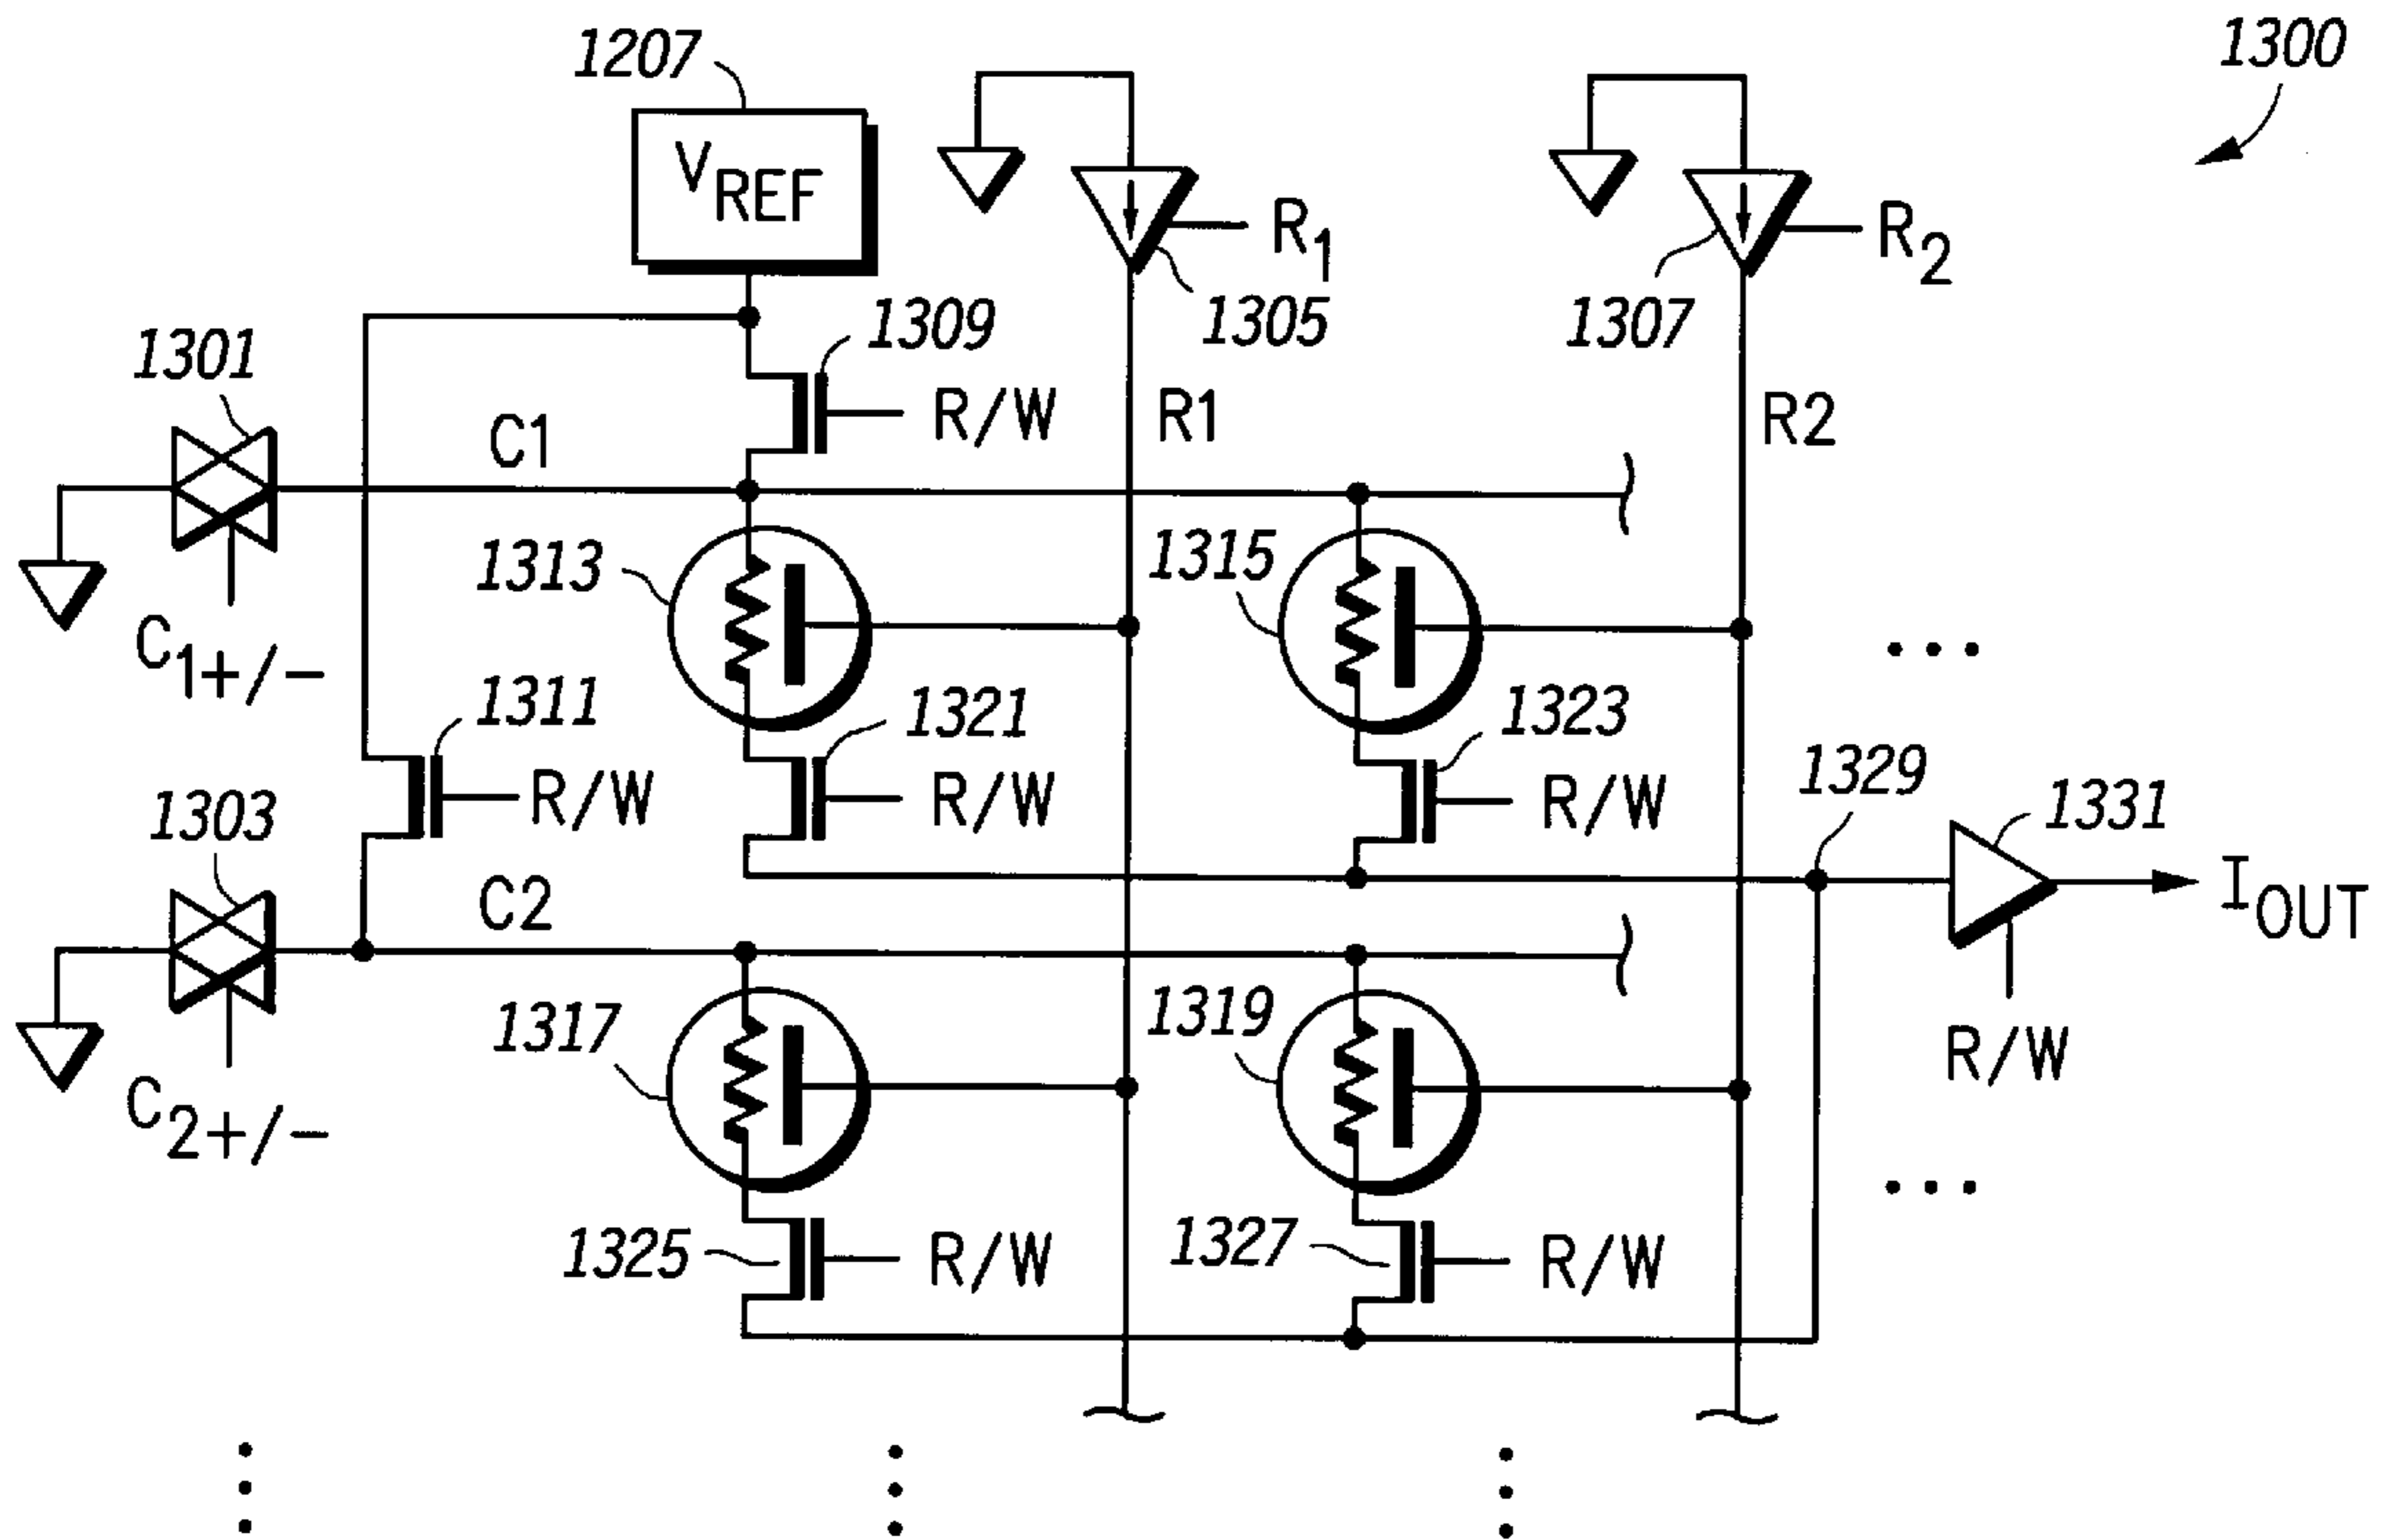 1207
1300
VREF
R1
R2
1309
1305
1307
1301
C1
R/W
R1
R2
1313
1315
C1+/-
1311
1321
1323
1329
1331
1303
R/W
R/W
R/W
C2
IOUT
1317
1319
R/W
C2+/-
1325
R/W
1327
R/W